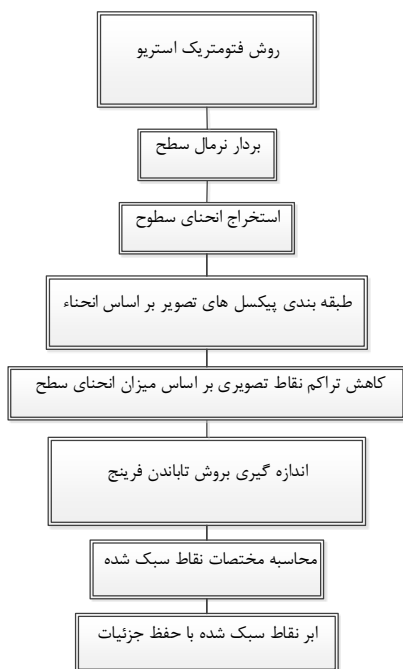 روش فتومتریک استریو
بردار نرمال سطح
استخراج انحنای سطوح
طبقه بندی پیکسل های تصویر بر اساس انحناء
کاهش تراکم نقاط تصویری بر اساس میزان انحنای سطح
اندازه گیری بروش تاباندن فرینج
محاسبه مختصات نقاط سبک شده
ابر نقاط سبک شده با حفظ جزئیات